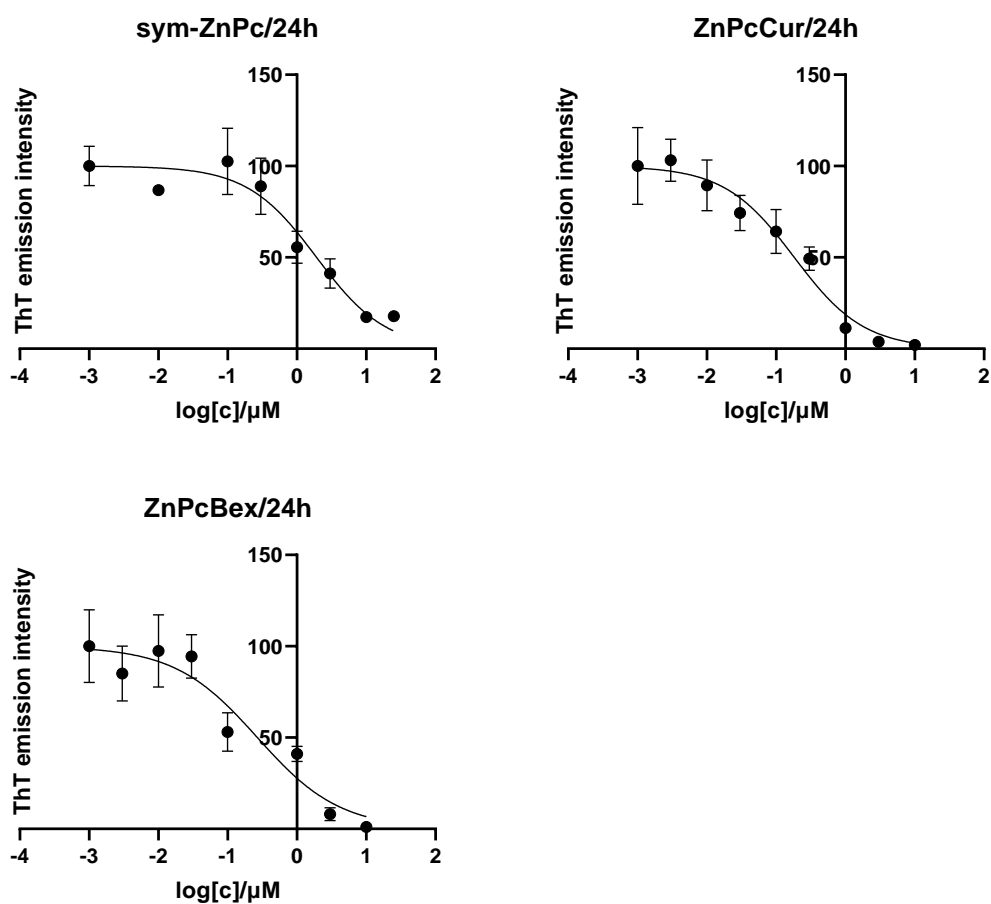 sym-ZnPc/24h
150
100
50
ThT emission intensity
-4 -3 -2 -1 0 1 2
log[c]/µM
ZnPcCur/24h
150
100
50
ThT emission intensity
-4 -3 -2 -1 0 1 2
log[c]/µM
ZnPcBex/24h
150
100
50
ThT emission intensity
-4 -3 -2 -1 0 1 2
log[c]/µM